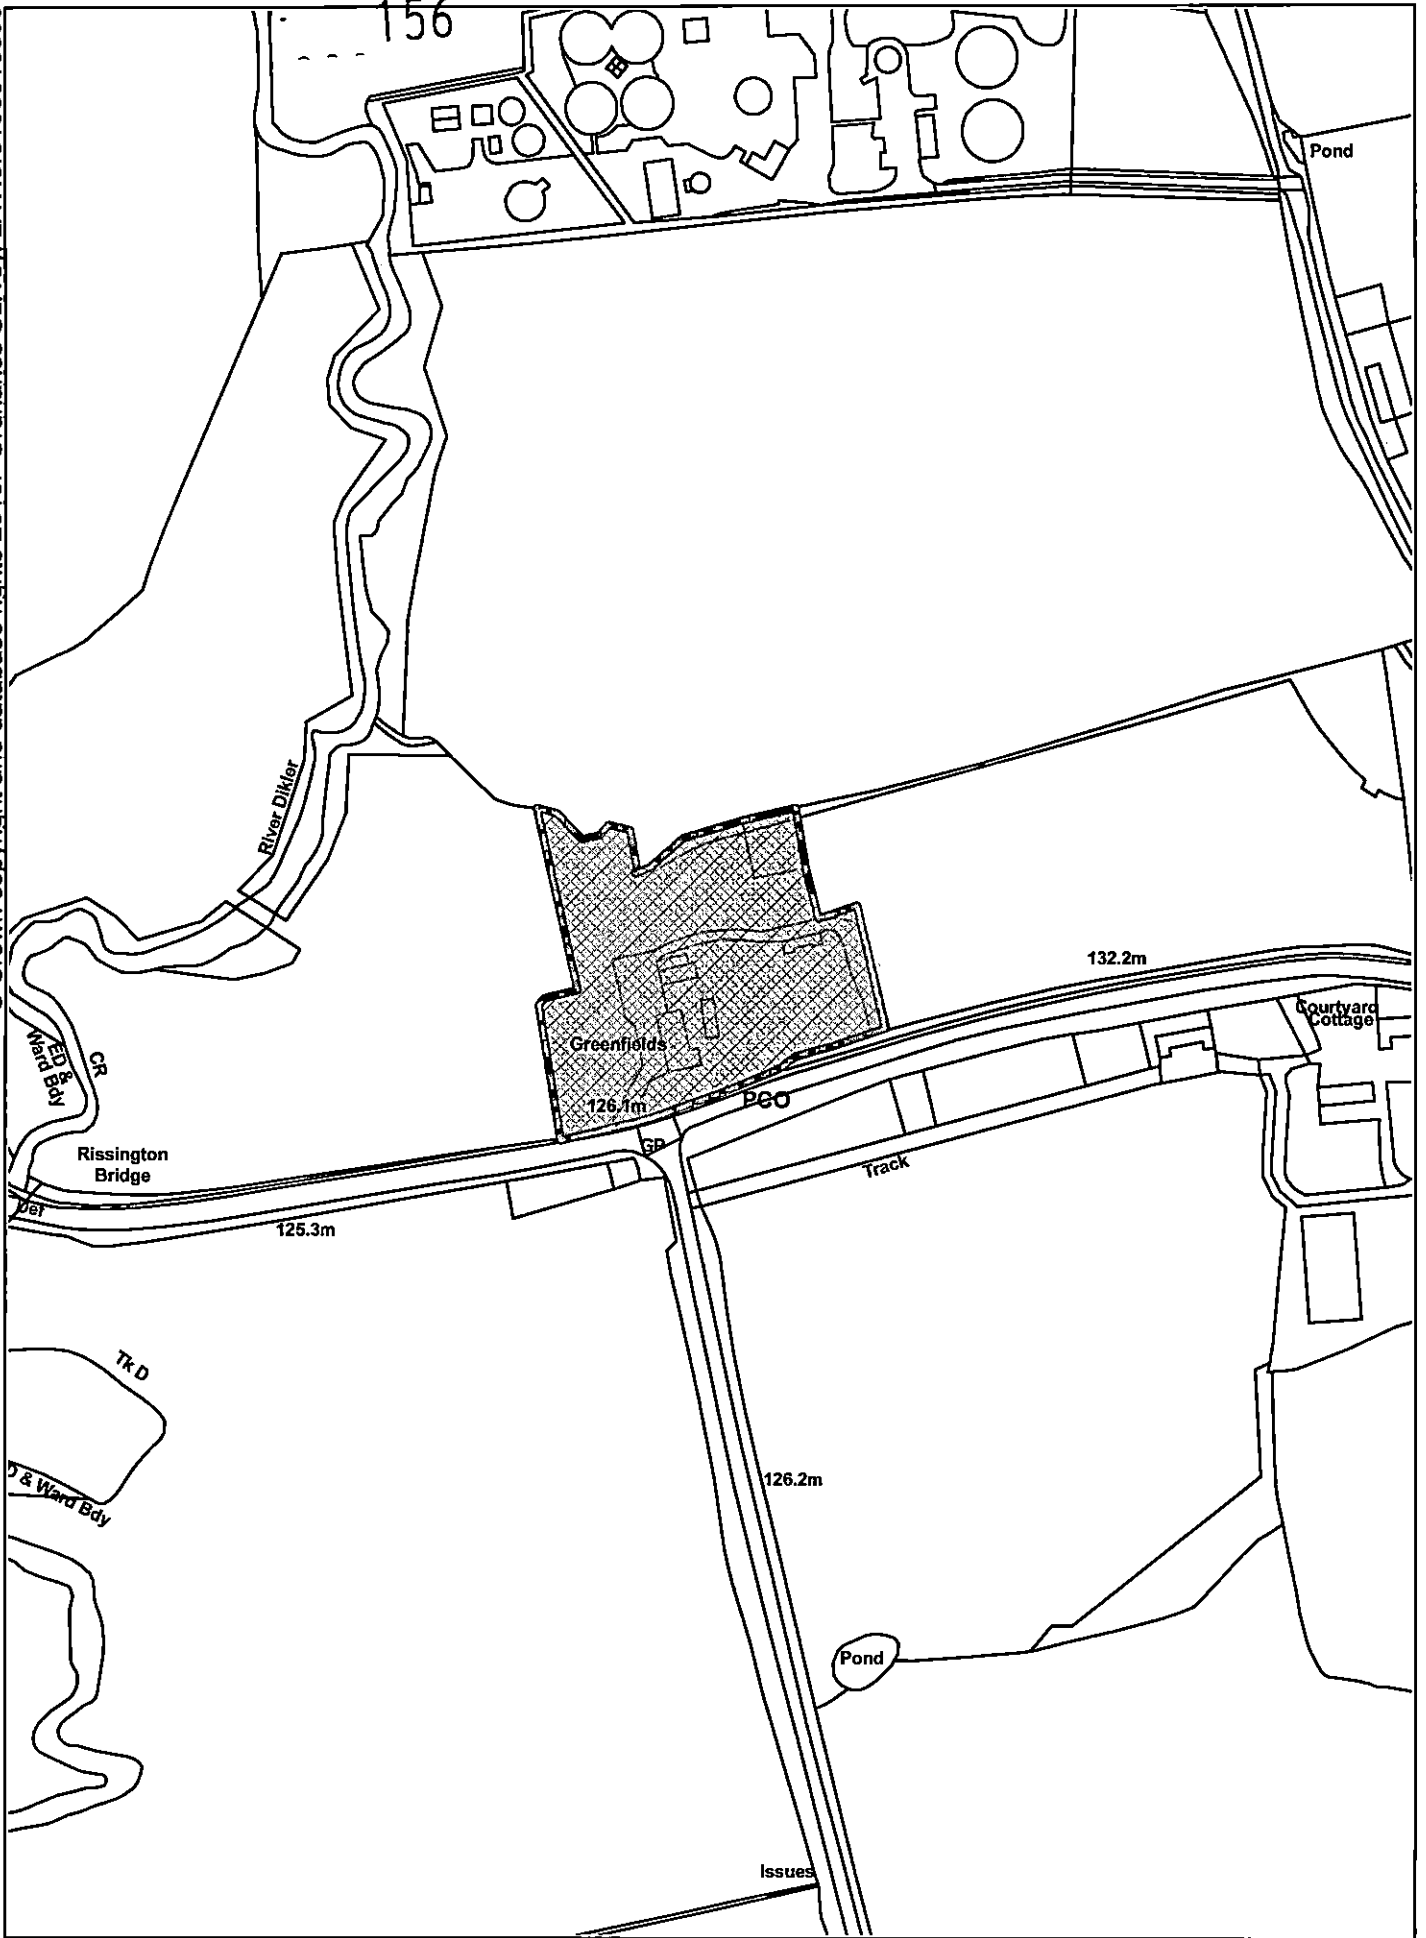 156
Pond
River Dikler
132.2m
Courtyard
Cottage
Greenfields
CR
ED &
Ward Bdy
126.1m
PCO
GP
Rissington
Bridge
Track
Def
125.3m
Tk D
& Ward Bdy
126.2m
Pond
Issues